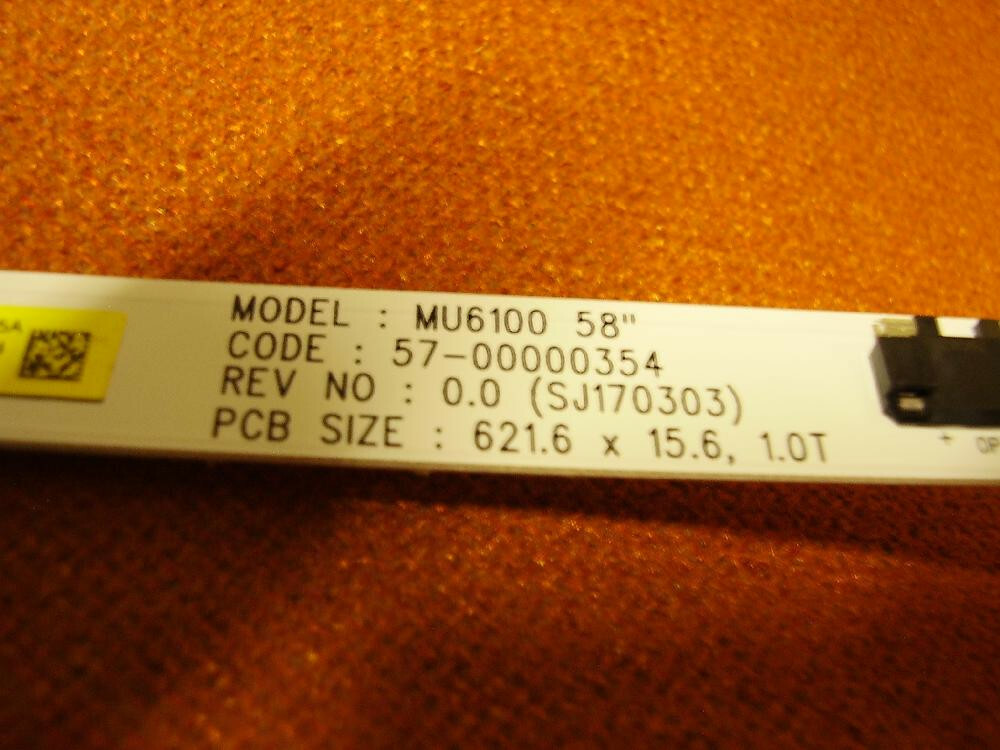 MODEL : MU6100 58"
CODE : 57-00000354
REV NO : 0.0 (SJ170303)
PCB SIZE : 621.6 x 15.6, 1.0T
+